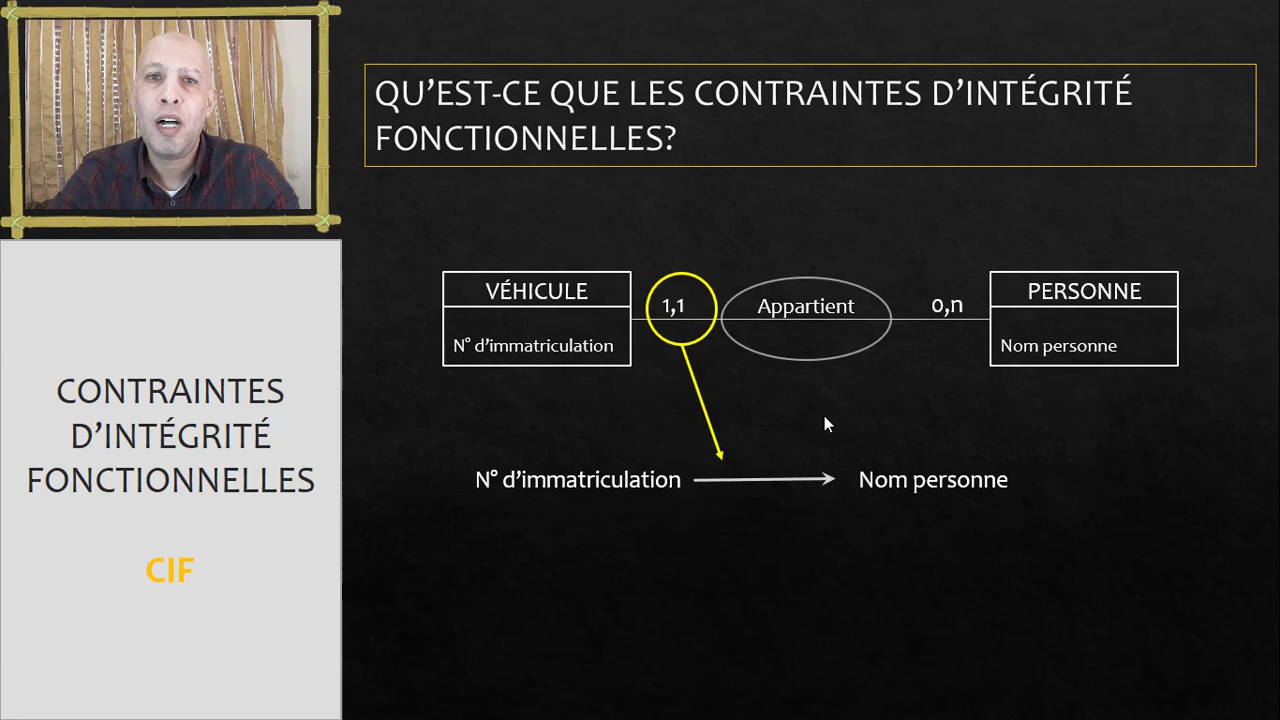 QU’EST-CE QUE LES CONTRAINTES D’INTÉGRITÉ
FONCTIONNELLES?
VÉHICULE
N° d’immatriculation
1,1
Appartient
0,n
PERSONNE
Nom personne
N° d’immatriculation
Nom personne
CONTRAINTES
D’INTÉGRITÉ
FONCTIONNELLES
CIF